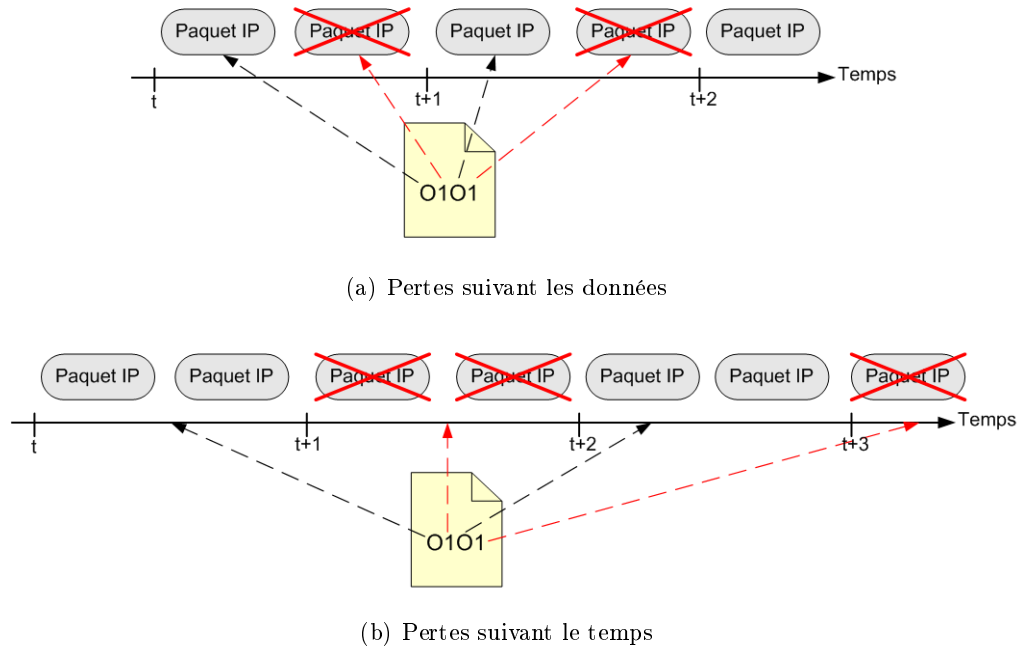 Paquet IP Paquet IP Paquet IP Paquet IP Paquet IP
Temps
t t+1 t+2
O1O1
(a) Pertes suivant les données
Paquet IP Paquet IP Paquet IP Paquet IP Paquet IP Paquet IP Paquet IP
Temps
t t+1 t+2 t+3
O1O1
(b) Pertes suivant le temps